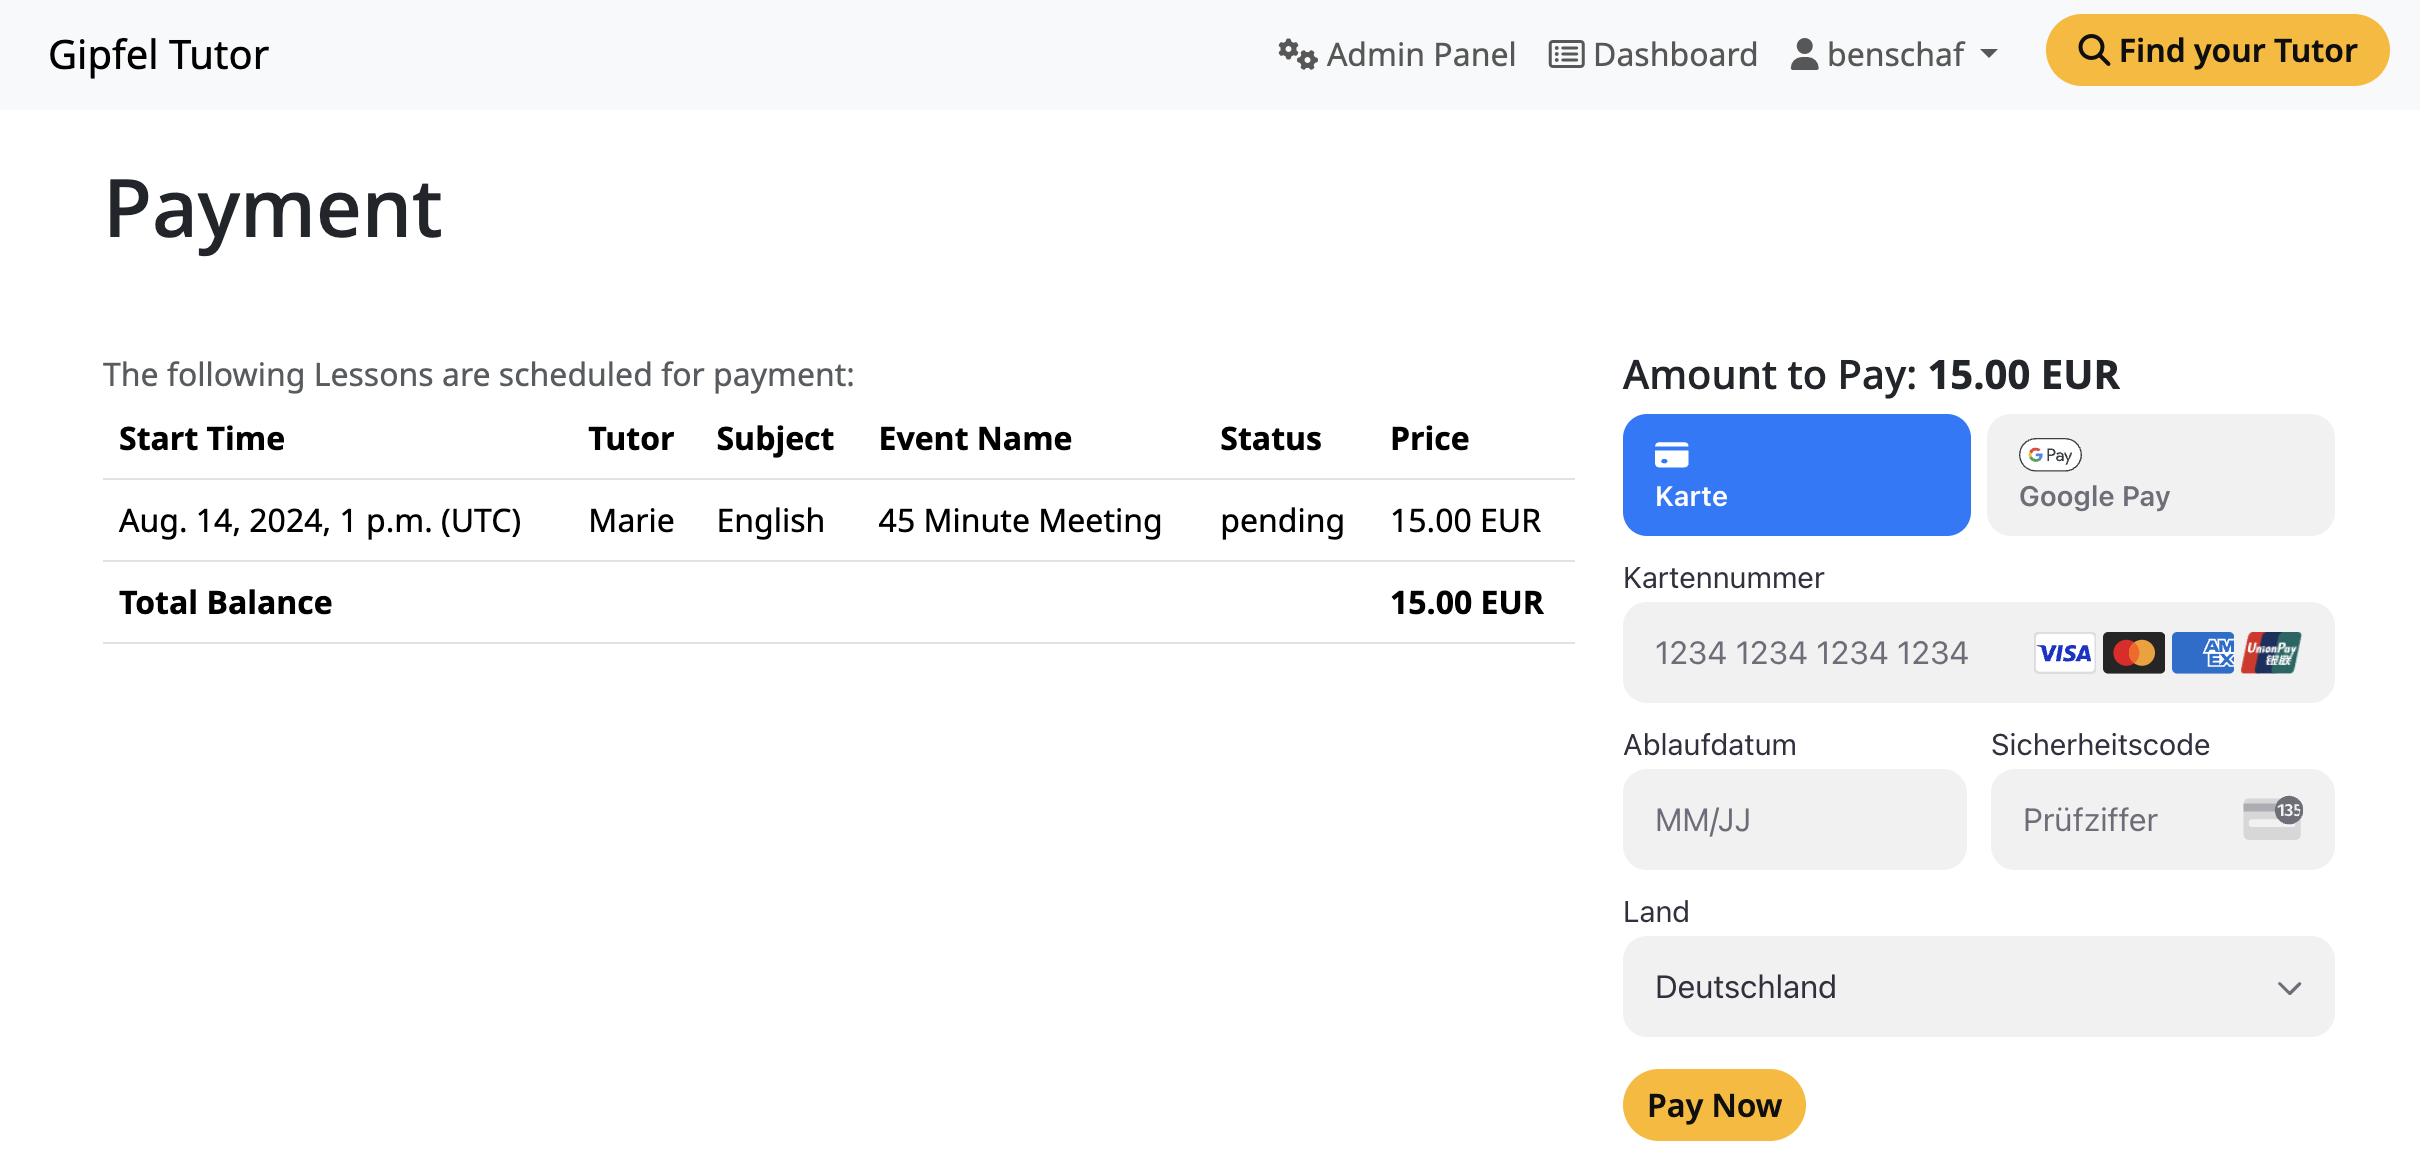 Gipfel Tutor
Admin Panel
Dashboard
benschaf
Find your Tutor
Payment
The following Lessons are scheduled for payment:
Start Time Tutor Subject Event Name Status Price
Aug. 14, 2024, 1 p.m. (UTC) Marie English 45 Minute Meeting pending 15.00 EUR
Total Balance 15.00 EUR
Amount to Pay: 15.00 EUR
Karte
G Pay
Google Pay
Kartennummer
1234 1234 1234 1234 VISA AM EX UnionPay 银联
Ablaufdatum
MM/JJ
Sicherheitscode
Prüfziffer 135
Land
Deutschland
Pay Now